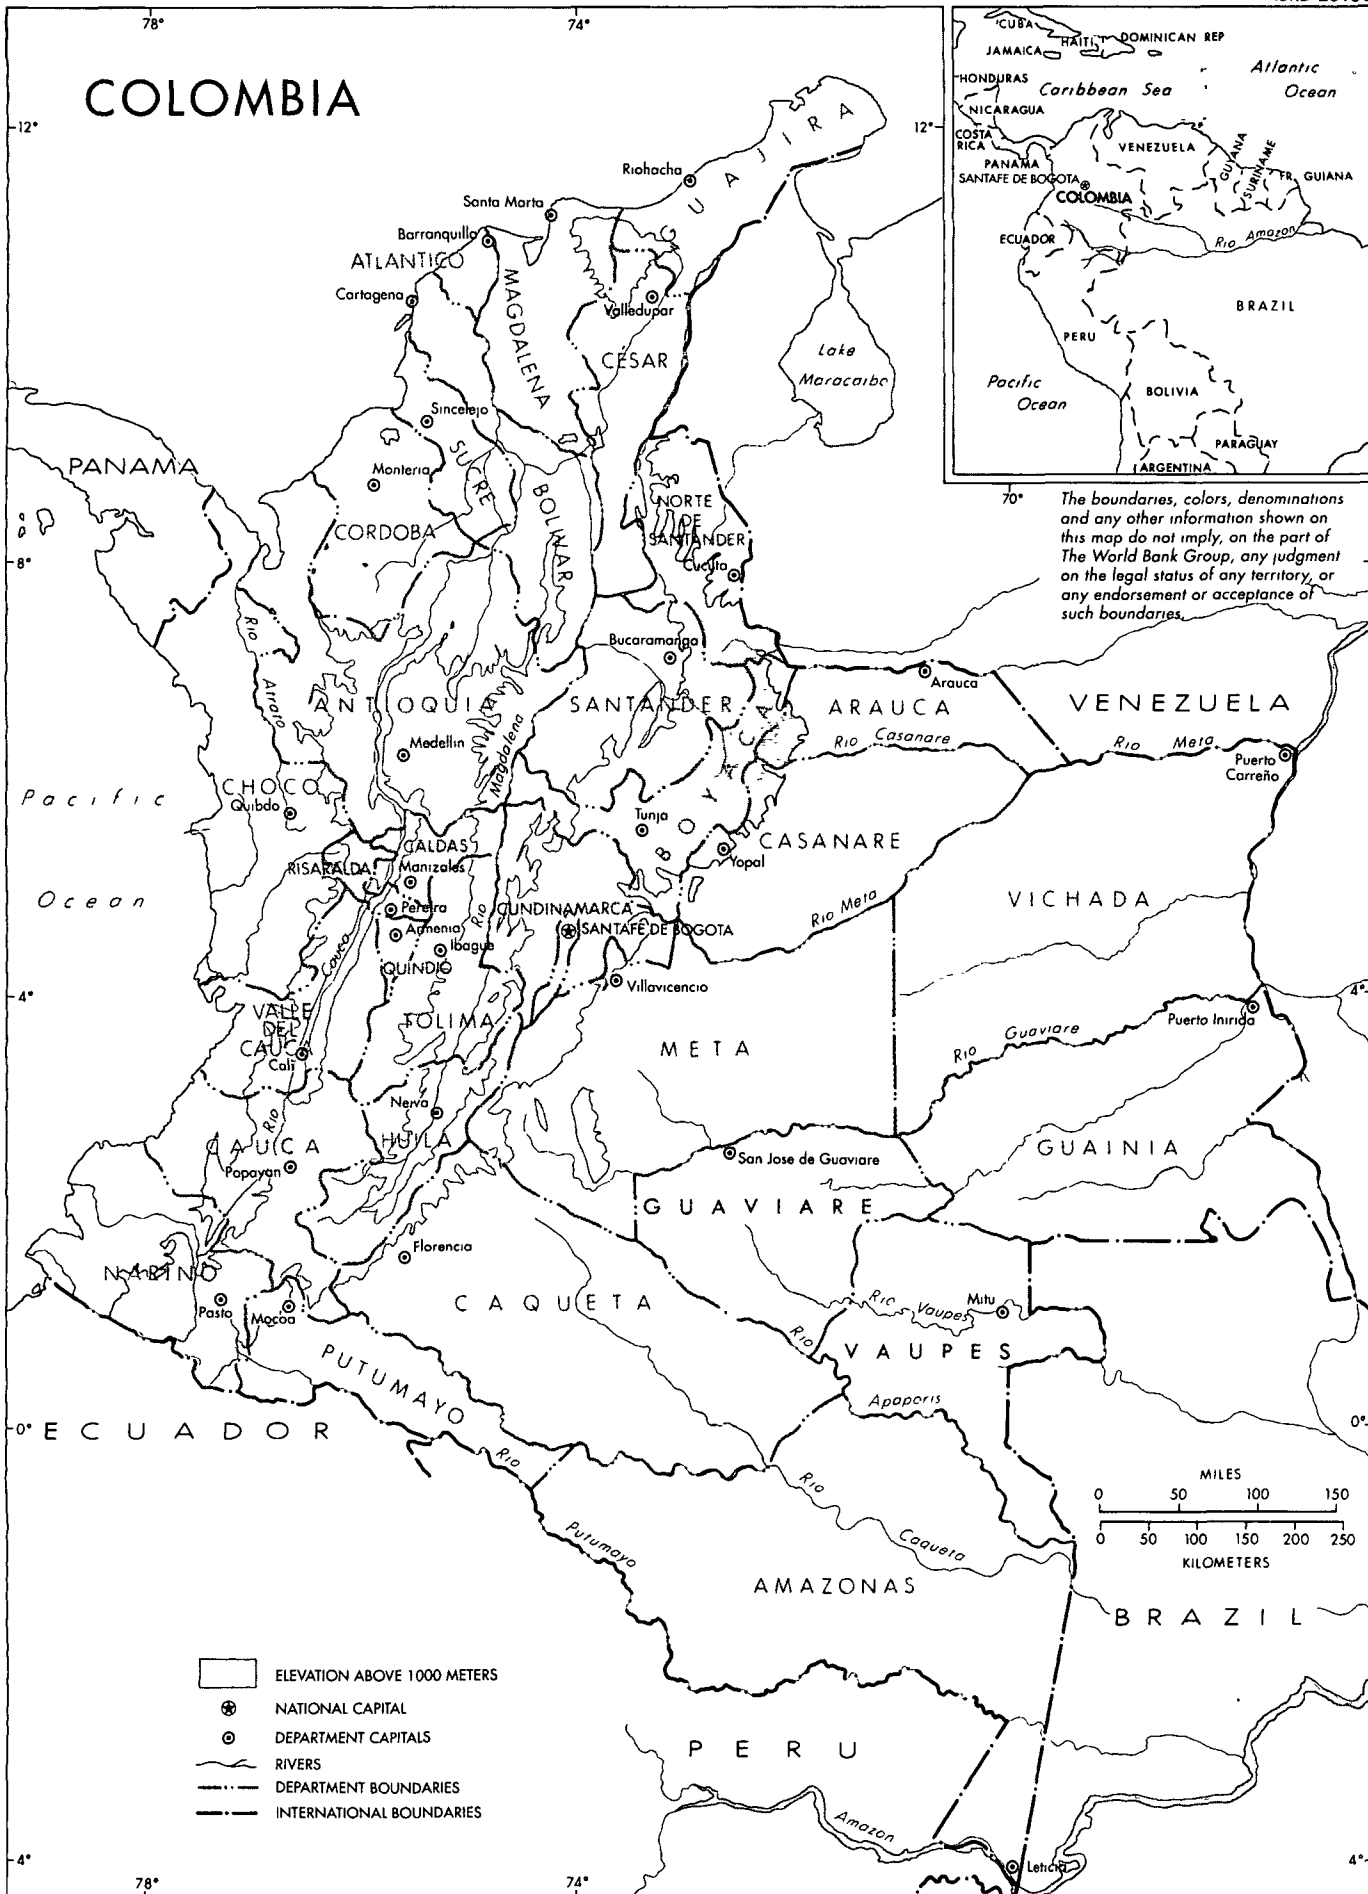 78°
74°
COLOMBIA
12°
12°
CUBA
HAITI
DOMINICAN REP
JAMAICA
Atlantic
Ocean
HONDURAS
Caribbean Sea
NICARAGUA
COSTA
RICA
VENEZUELA
GUYANA
SURINAME
FR. GUIANA
PANAMA
SANTAFE DE BOGOTA
COLOMBIA
ECUADOR
Rio Amazon
BRAZIL
PERU
Pacific
Ocean
BOLIVIA
PARAGUAY
ARGENTINA
70°
The boundaries, colors, denominations
and any other information shown on
this map do not imply, on the part of
The World Bank Group, any judgment
on the legal status of any territory, or
any endorsement or acceptance of
such boundaries.
GUAJIRA
Riohacha
Santa Marta
Barranquilla
ATLANTICO
Cartagena
MAGDALENA
Valledupar
CESAR
Lake
Maracaibo
Sincelejo
SUCRE
PANAMA
Monteria
CORDOBA
BOLIVAR
NORTE
DE
SANTANDER
Cucuta
8°
Rio
Atrato
Bucaramanga
ANTIOQUIA
SANTANDER
Arauca
ARAUCA
VENEZUELA
Medellin
Magdalena
Rio Casanare
Rio Meta
Puerto
Carreño
CHOCO
Quibdo
Pacific
Ocean
Tunja
BOYACA
Yopal
CASANARE
CALDAS
RISARALDA
Manizales
Pereira
Rio
CUNDINAMARCA
SANTAFE DE BOGOTA
Rio Meta
VICHADA
Armenia
Ibague
QUINDIO
Cauca
Villavicencio
4°
4°
VALLE
DEL
CAUCA
Cali
TOLIMA
META
Puerto Inirida
Rio Guaviare
Rio
Neiva
HUILA
CAUCA
Popayan
San Jose de Guaviare
GUAINIA
GUAVIARE
Florencia
NARINO
Pasto
Mocoa
CAQUETA
Rio Vaupes
Mitu
Rio
VAUPES
PUTUMAYO
Apaporis
0°
0°
ECUADOR
Rio
Putumayo
Rio
Caqueta
MILES
0 50 100 150
0 50 100 150 200 250
KILOMETERS
AMAZONAS
BRAZIL
ELEVATION ABOVE 1000 METERS
NATIONAL CAPITAL
DEPARTMENT CAPITALS
RIVERS
DEPARTMENT BOUNDARIES
INTERNATIONAL BOUNDARIES
PERU
Amazon
Leticia
4°
4°
78°
74°